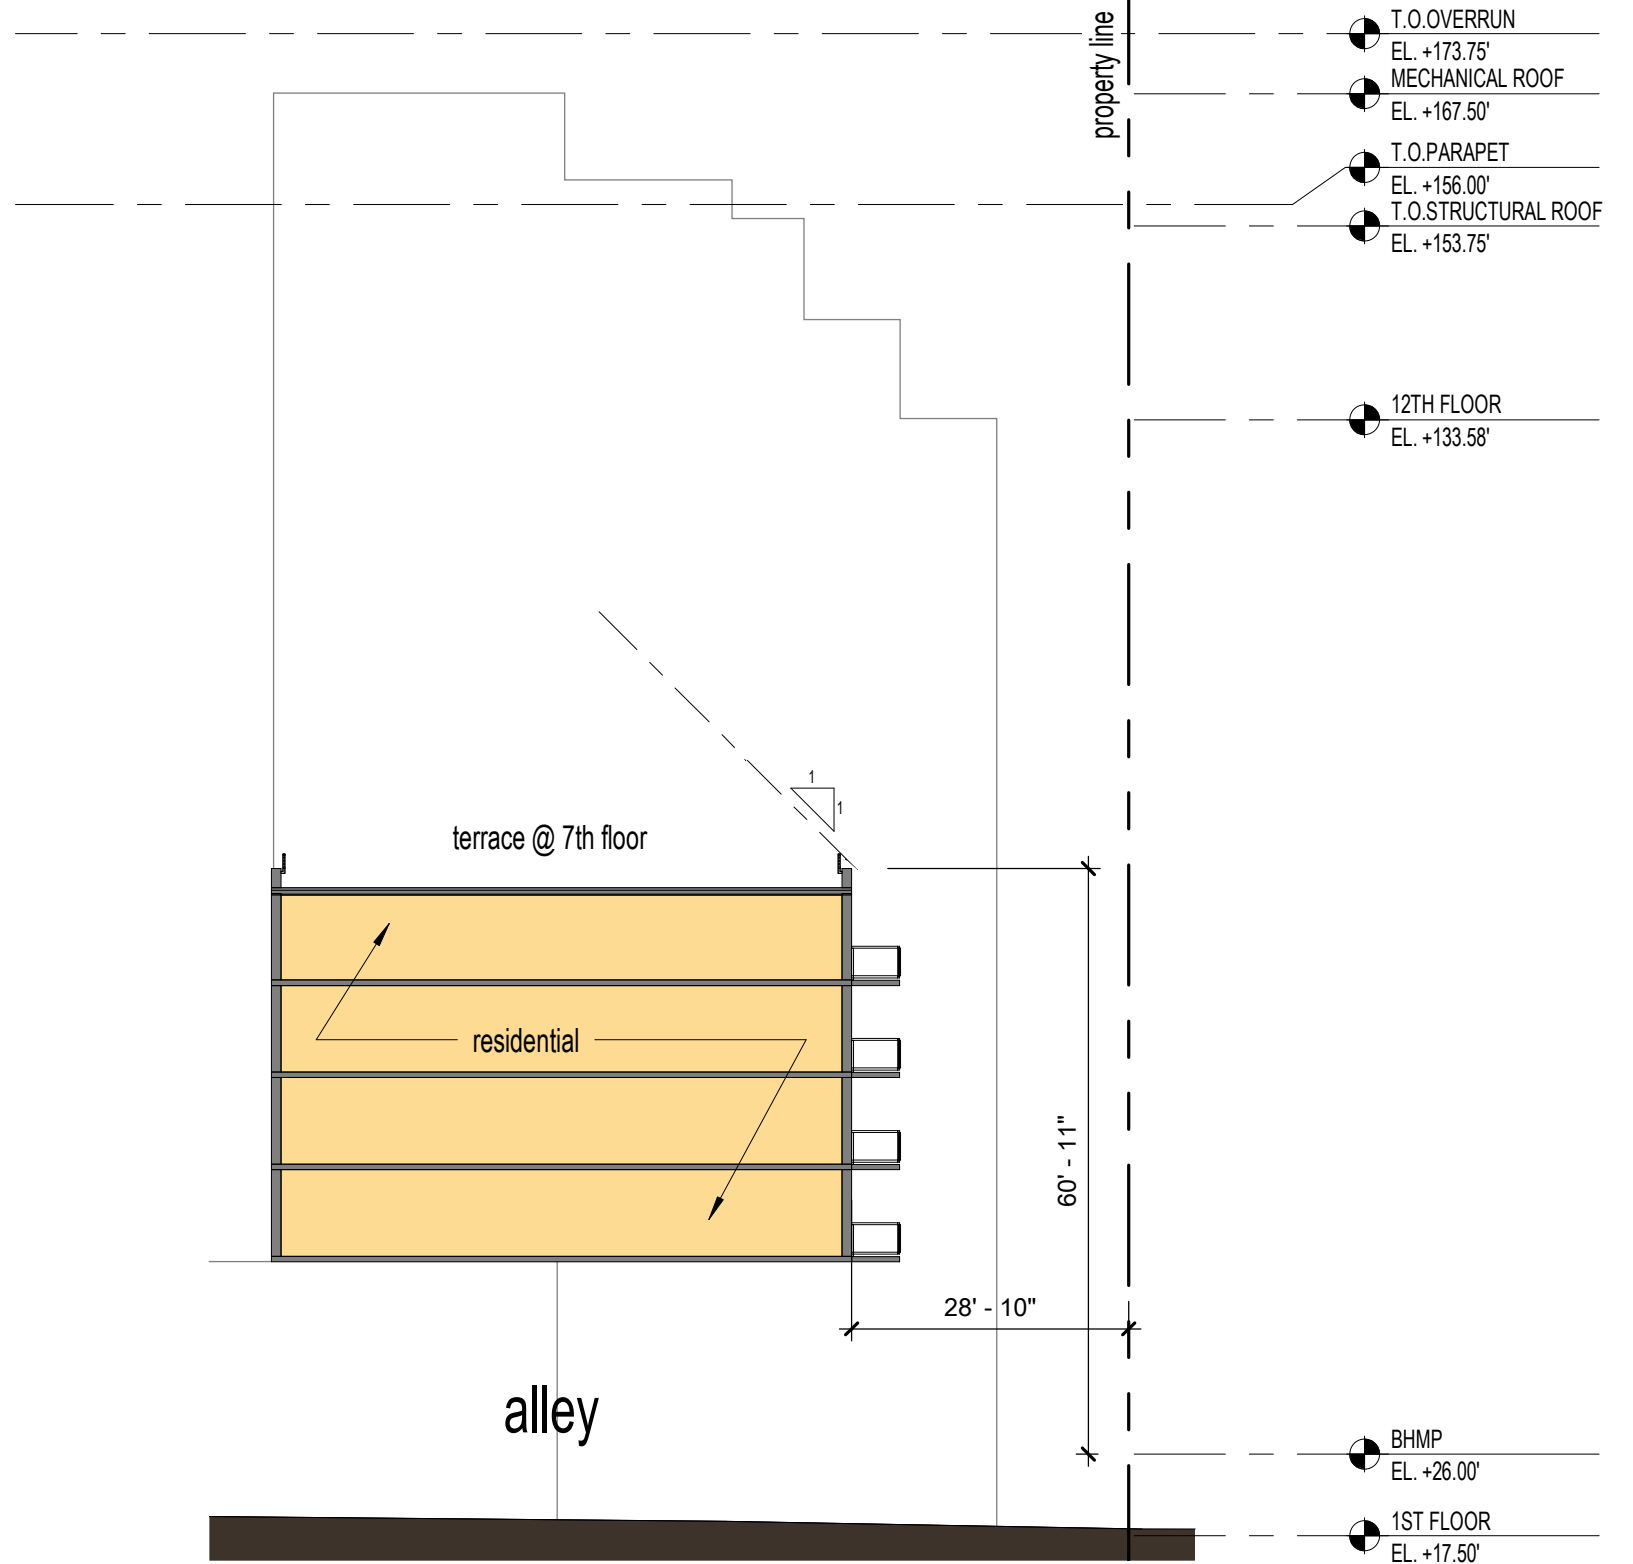 property line
T.O.OVERRUN
EL. +173.75'
MECHANICAL ROOF
EL. +167.50'
T.O.PARAPET
EL. +156.00'
T.O.STRUCTURAL ROOF
EL. +153.75'
12TH FLOOR
EL. +133.58'
1
1
terrace @ 7th floor
residential
60' - 11"
28' - 10"
alley
BHMP
EL. +26.00'
1ST FLOOR
EL. +17.50'